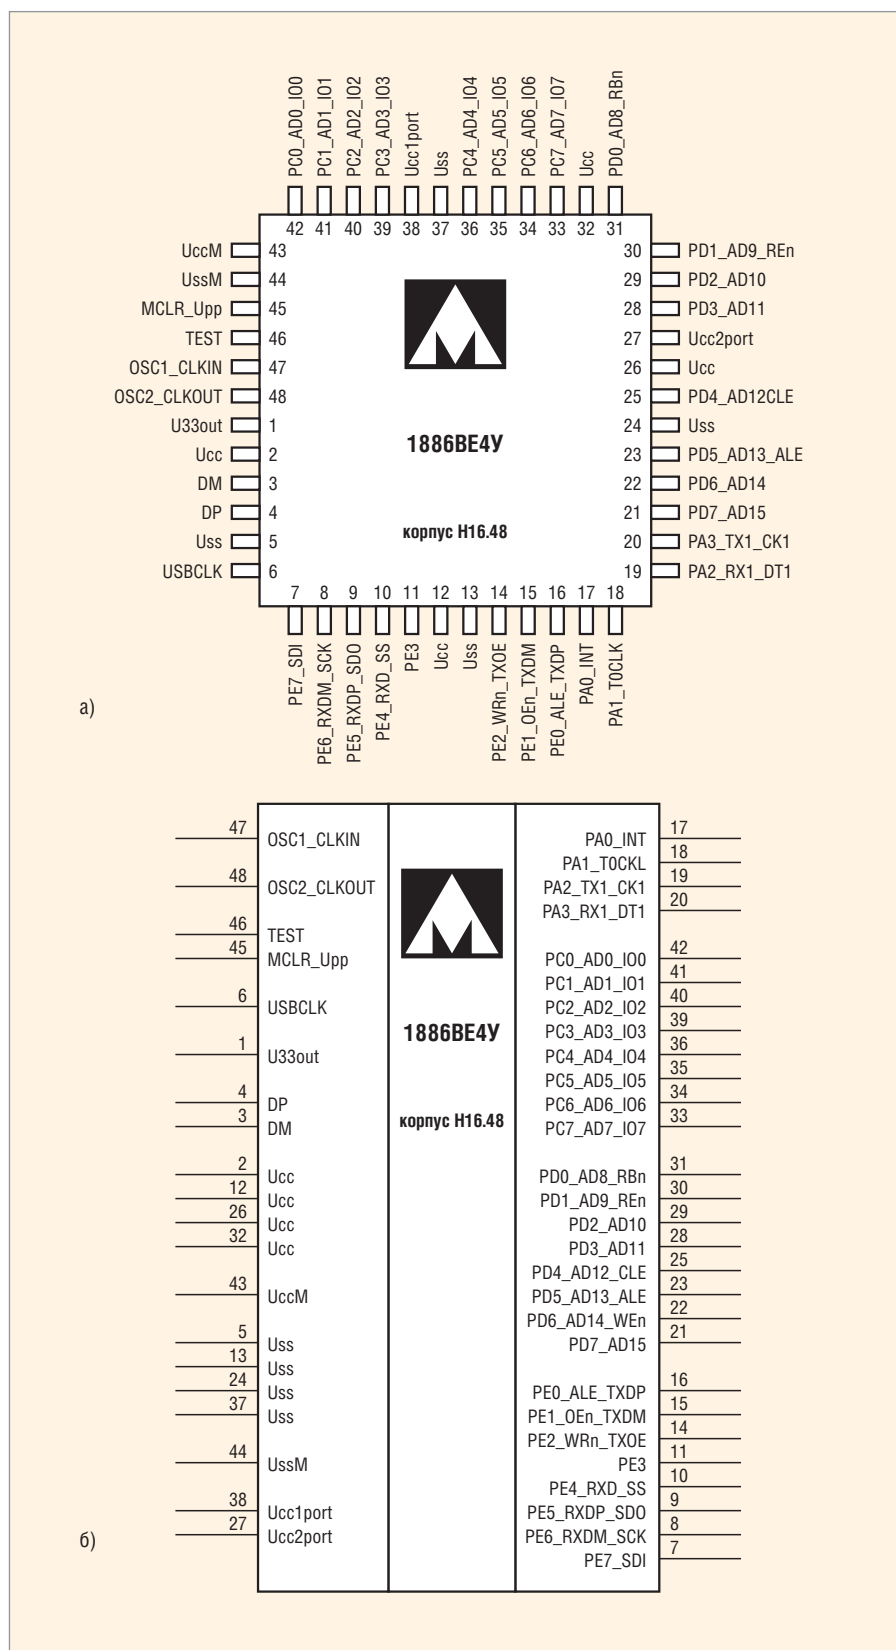 PC0_AD0_IO0
PC1_AD1_IO1
PC2_AD2_IO2
PC3_AD3_IO3
Ucc1port
Uss
PC4_AD4_IO4
PC5_AD5_IO5
PC6_AD6_IO6
PC7_AD7_IO7
Ucc
PD0_AD8_RBn
42 41 40 39 38 37 36 35 34 33 32 31
UccM 43 30 PD1_AD9_REn
UssM 44 29 PD2_AD10
MCLR_Upp 45 28 PD3_AD11
TEST 46 27 Ucc2port
OSC1_CLKIN 47 26 Ucc
OSC2_CLKOUT 48 25 PD4_AD12CLE
U33out 1 24 Uss
Ucc 2 1886ВЕ4У 23 PD5_AD13_ALE
DM 3 22 PD6_AD14
DP 4 21 PD7_AD15
корпус Н16.48
Uss 5 20 PA3_TX1_CK1
USBCLK 6 19 PA2_RX1_DT1
7 8 9 10 11 12 13 14 15 16 17 18
PE7_SDI
PE6_RXDM_SCK
PE5_RXDP_SDO
PE4_RXD_SS
PE3
Ucc
Uss
PE2_WRn_TXOE
PE1_OEn_TXDM
PE0_ALE_TXDP
PA0_INT
PA1_T0CLK
а)
47 OSC1_CLKIN
48 OSC2_CLKOUT
46 TEST
45 MCLR_Upp
6 USBCLK
1 U33out
4 DP
3 DM
2 Ucc
12 Ucc
26 Ucc
32 Ucc
43 UccM
5 Uss
13 Uss
24 Uss
37 Uss
44 UssM
38 Ucc1port
27 Ucc2port
1886ВЕ4У
корпус Н16.48
PA0_INT 17
PA1_T0CKL 18
PA2_TX1_CK1 19
PA3_RX1_DT1 20
PC0_AD0_IO0 42
PC1_AD1_IO1 41
PC2_AD2_IO2 40
PC3_AD3_IO3 39
PC4_AD4_IO4 36
PC5_AD5_IO5 35
PC6_AD6_IO6 34
PC7_AD7_IO7 33
PD0_AD8_RBn 31
PD1_AD9_REn 30
PD2_AD10 29
PD3_AD11 28
PD4_AD12_CLE 25
PD5_AD13_ALE 23
PD6_AD14_WEn 22
PD7_AD15 21
PE0_ALE_TXDP 16
PE1_OEn_TXDM 15
PE2_WRn_TXOE 14
PE3 11
PE4_RXD_SS 10
PE5_RXDP_SDO 9
PE6_RXDM_SCK 8
PE7_SDI 7
б)